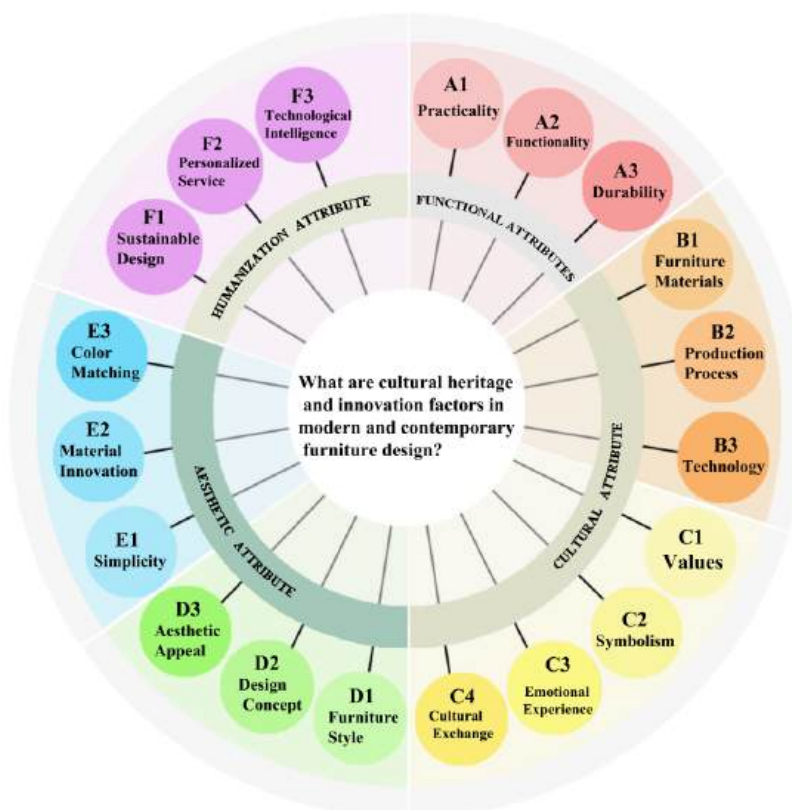 What are cultural heritage
and innovation factors in
modern and contemporary
furniture design?
FUNCTIONAL ATTRIBUTES
A1
Practicality
A2
Functionality
A3
Durability
CULTURAL ATTRIBUTE
B1
Furniture
Materials
B2
Production
Process
B3
Technology
C1
Values
C2
Symbolism
C3
Emotional
Experience
C4
Cultural
Exchange
AESTHETIC ATTRIBUTE
D1
Furniture
Style
D2
Design
Concept
D3
Aesthetic
Appeal
E1
Simplicity
E2
Material
Innovation
E3
Color
Matching
HUMANIZATION ATTRIBUTE
F1
Sustainable
Design
F2
Personalized
Service
F3
Technological
Intelligence